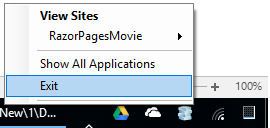 View Sites
RazorPagesMovie
Show All Applications
Exit
100%
New\1\D...